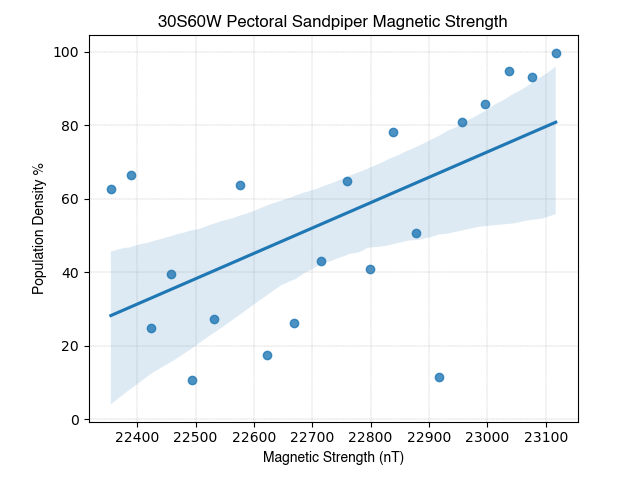 30S60W Pectoral Sandpiper Magnetic Strength
100
80
60
40
20
0
Population Density %
22400 22500 22600 22700 22800 22900 23000 23100
Magnetic Strength (nT)